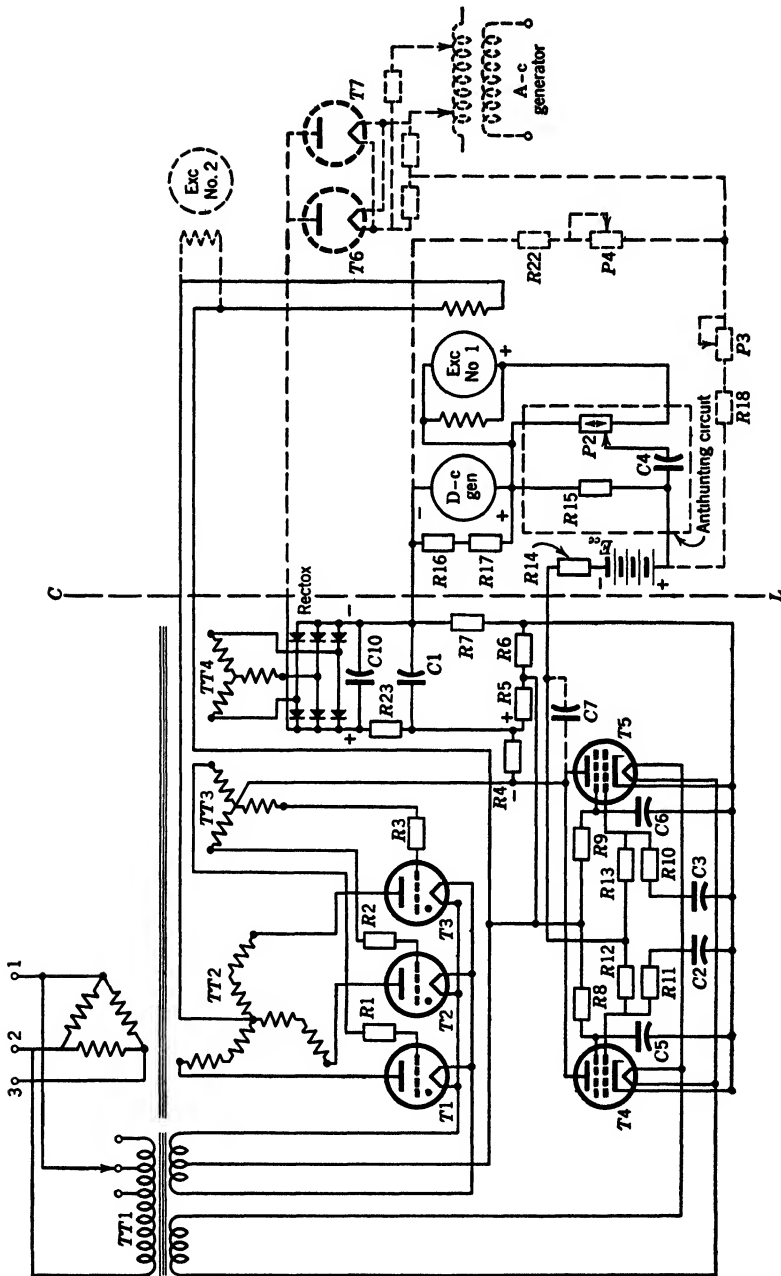 3
2
1
TT1
TT2
TT3
TT4
Rectox
C
L
R1
R2
R3
T1
T2
T3
R23
C10
C1
R4
R5
R6
R7
C7
R8
R9
R12
R13
R11
R10
C5
C2
C3
C6
T4
T5
R14
Ecc
R16
R17
D-c
gen
Exc
No 1
R15
P2
C4
Antihunting circuit
R18
P3
R22
P4
Exc
No. 2
T6
T7
A-c
generator
+
-
+
-
+
-
+
-
+
-
+